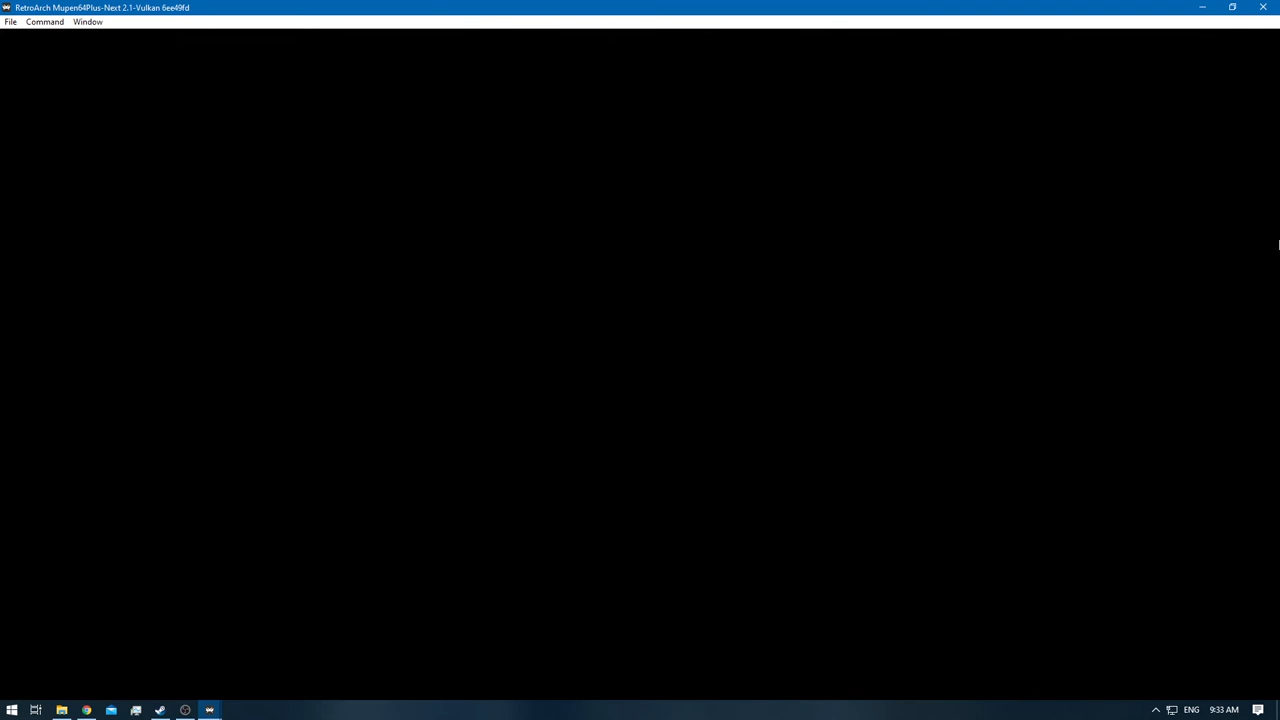 RetroArch Mupen64Plus-Next 2.1-Vulkan 6ee49fd
File Command Window
ENG 9:33 AM